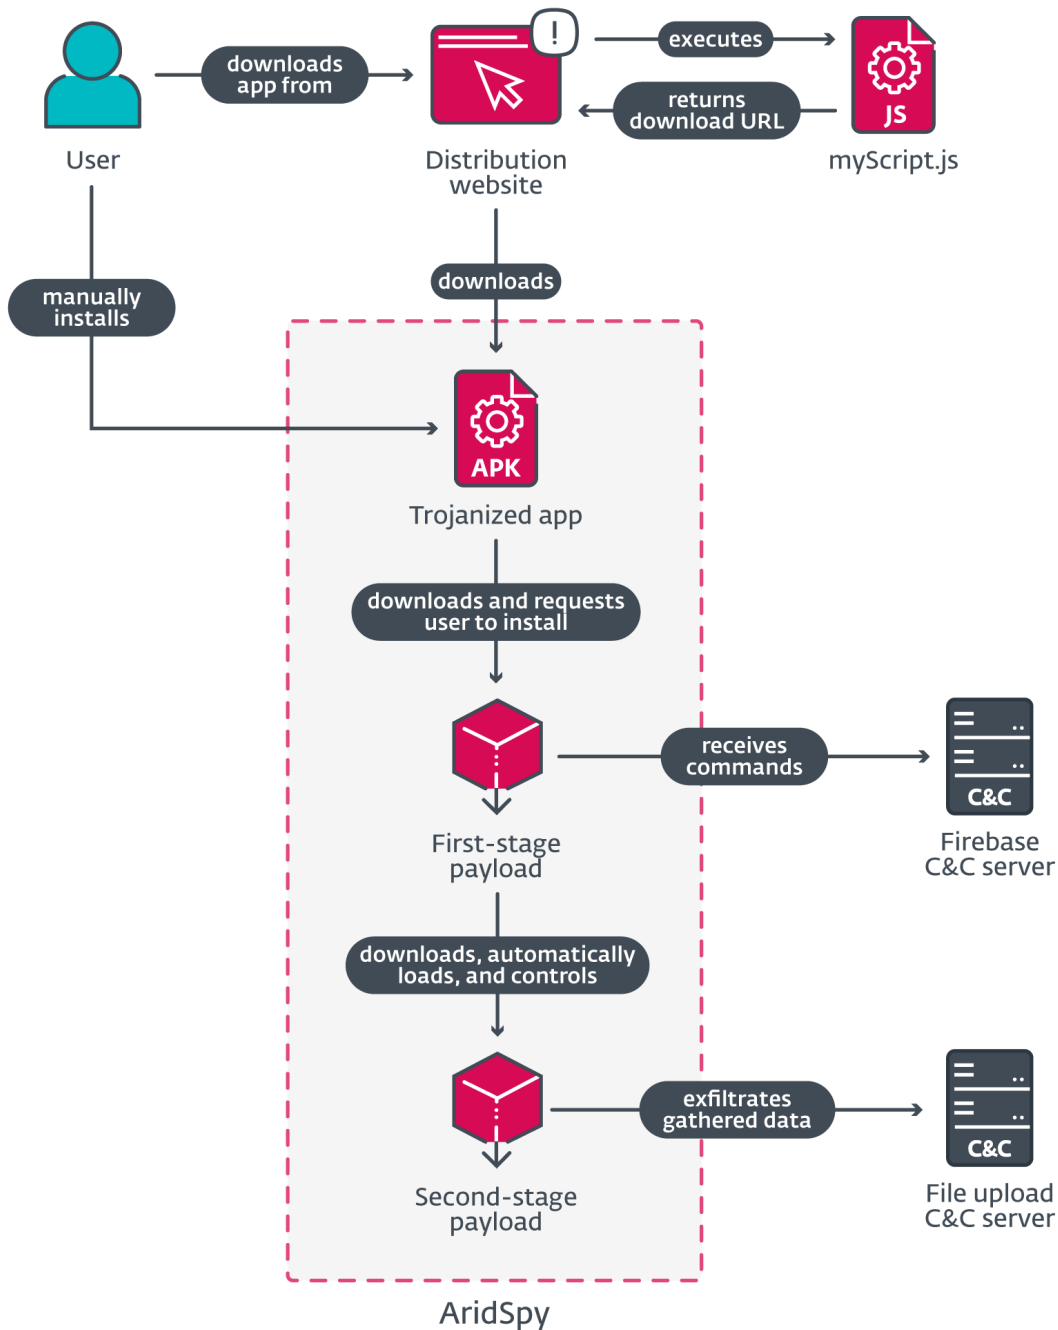 downloads
app from
!
executes
returns
download URL
JS
User
Distribution
website
myScript.js
downloads
manually
installs
APK
Trojanized app
downloads and requests
user to install
receives
commands
C&C
First-stage
payload
Firebase
C&C server
downloads, automatically
loads, and controls
exfiltrates
gathered data
C&C
Second-stage
payload
File upload
C&C server
AridSpy